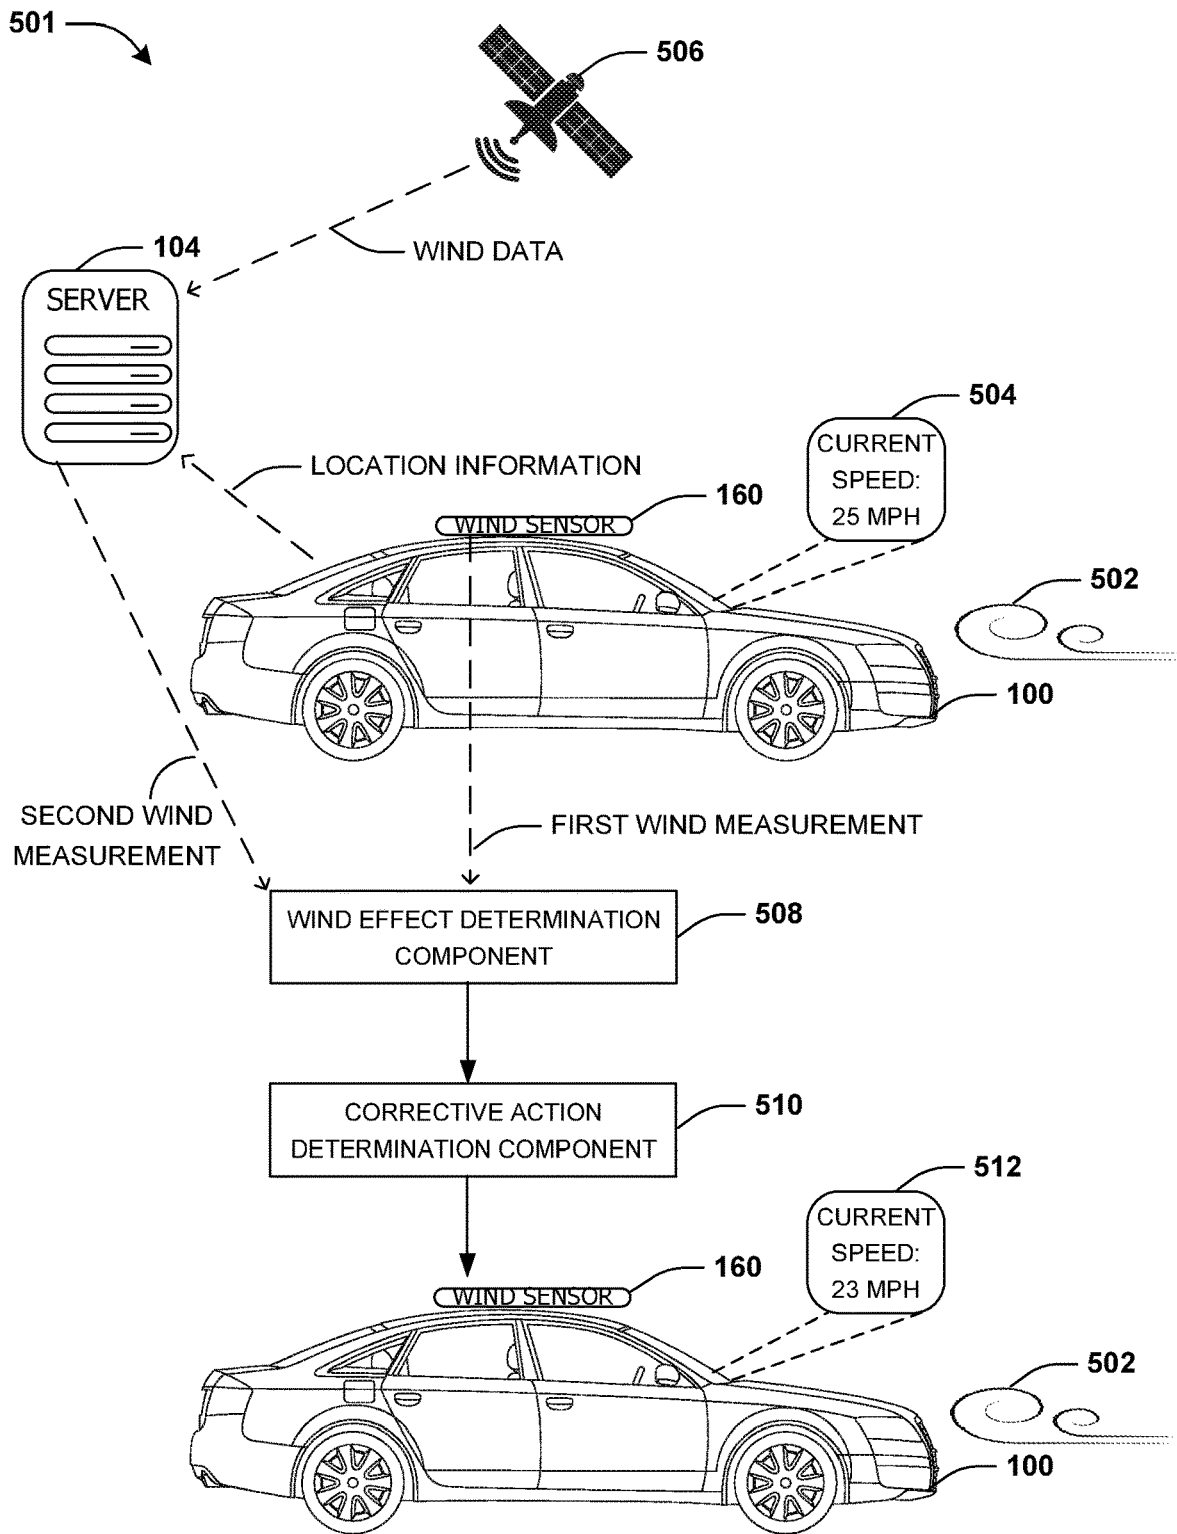 501
506
WIND DATA
104
SERVER
504
CURRENT
SPEED:
25 MPH
LOCATION INFORMATION
160
WIND SENSOR
502
100
SECOND WIND
MEASUREMENT
FIRST WIND MEASUREMENT
WIND EFFECT DETERMINATION
COMPONENT
508
CORRECTIVE ACTION
DETERMINATION COMPONENT
510
512
CURRENT
SPEED:
23 MPH
160
WIND SENSOR
502
100